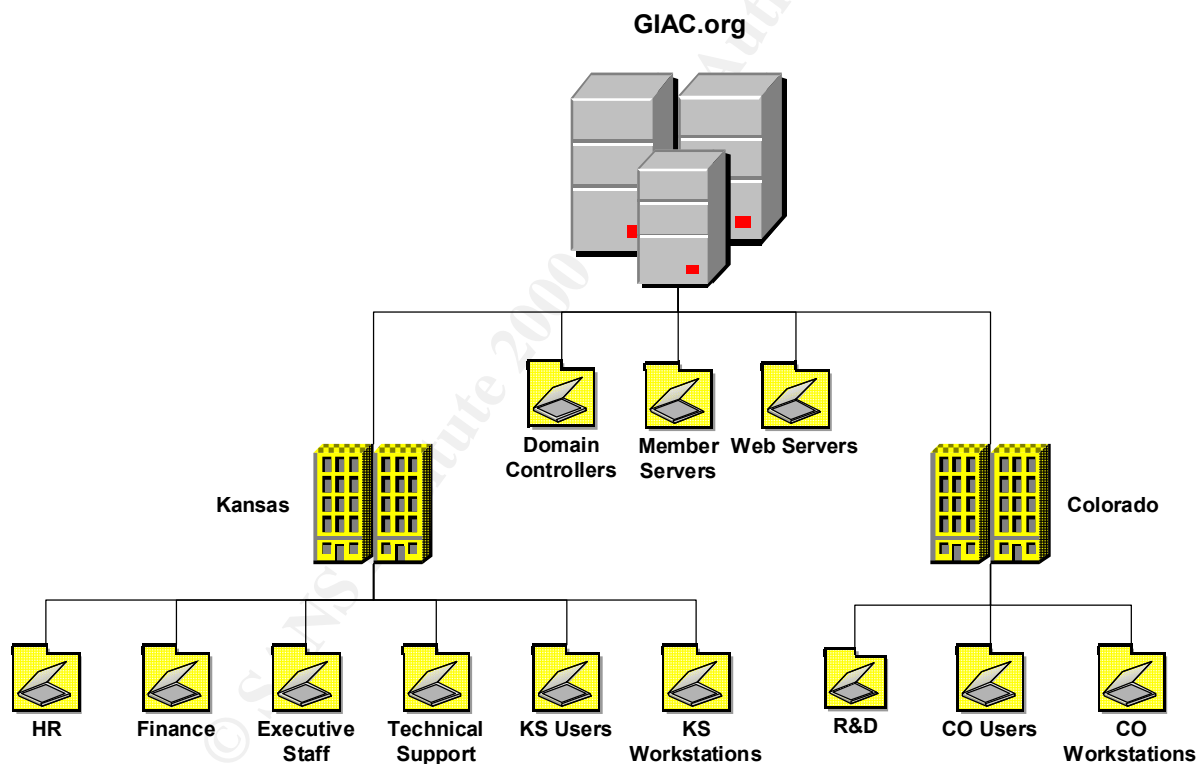 GIAC.org
Domain
Controllers
Member
Servers
Web Servers
Kansas
Colorado
HR
Finance
Executive
Staff
Technical
Support
KS Users
KS
Workstations
R&D
CO Users
CO
Workstations